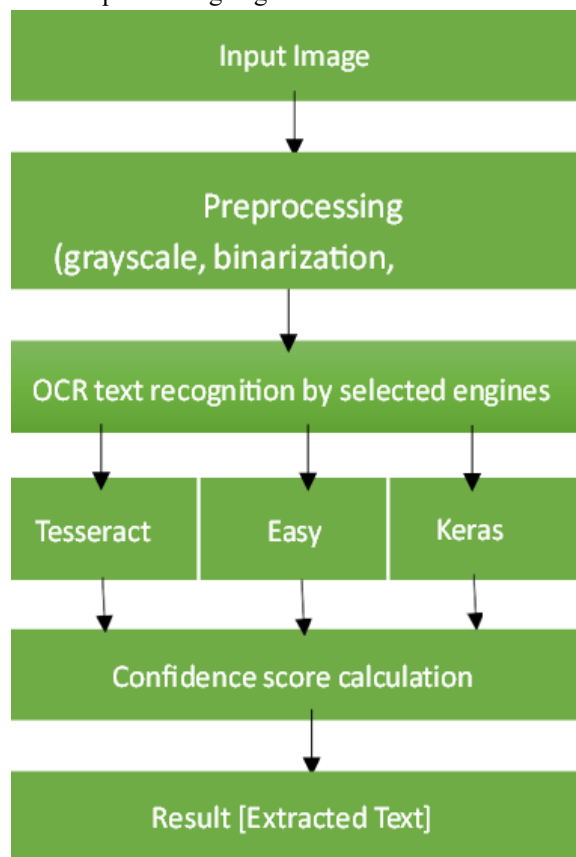 Input Image
Preprocessing
(grayscale, binarization,
OCR text recognition by selected engines
Tesseract Easy Keras
Confidence score calculation
Result [Extracted Text]